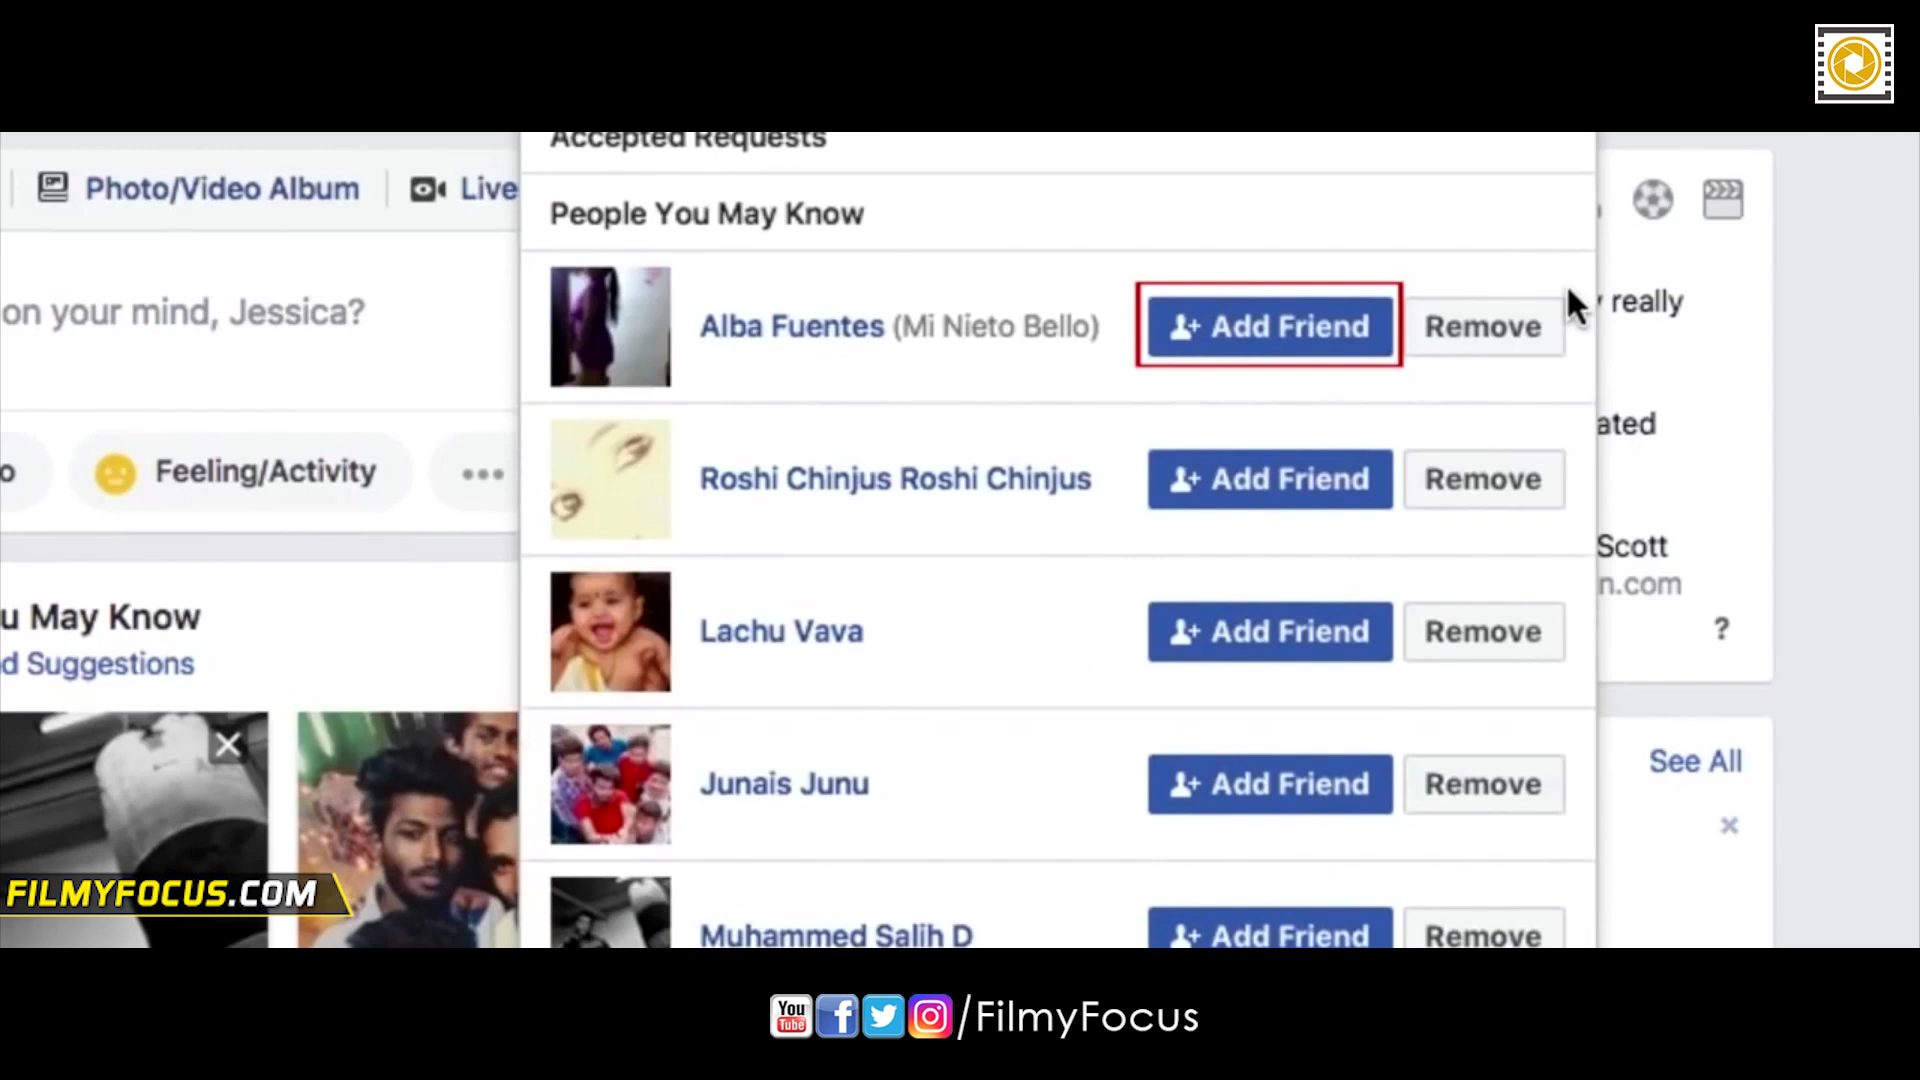 Accepted Requests
Photo/Video Album
Live
People You May Know
on your mind, Jessica?
Alba Fuentes (Mi Nieto Bello)
Add Friend
Remove
really
ated
Feeling/Activity
Roshi Chinjus Roshi Chinjus
Add Friend
Remove
Scott
n.com
?
u May Know
d Suggestions
Lachu Vava
Add Friend
Remove
Junais Junu
Add Friend
Remove
See All
FILMYFOCUS.COM
Muhammed Salih D
Add Friend
Remove
You
Tube
/FilmyFocus